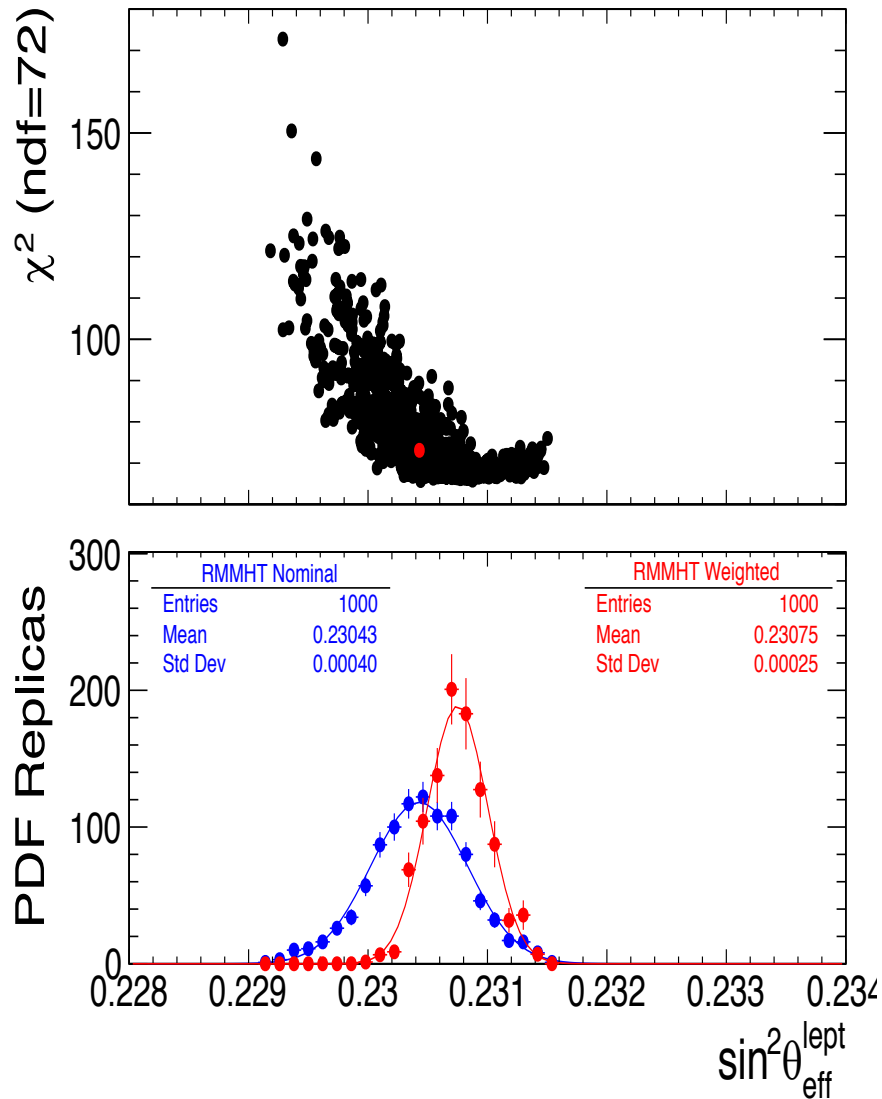 χ² (ndf=72)
150
100
RMMHT Nominal
Entries 1000
Mean 0.23043
Std Dev 0.00040
RMMHT Weighted
Entries 1000
Mean 0.23075
Std Dev 0.00025
PDF Replicas
300
200
100
0
0.228 0.229 0.23 0.231 0.232 0.233 0.234
sin²θ_eff^lept